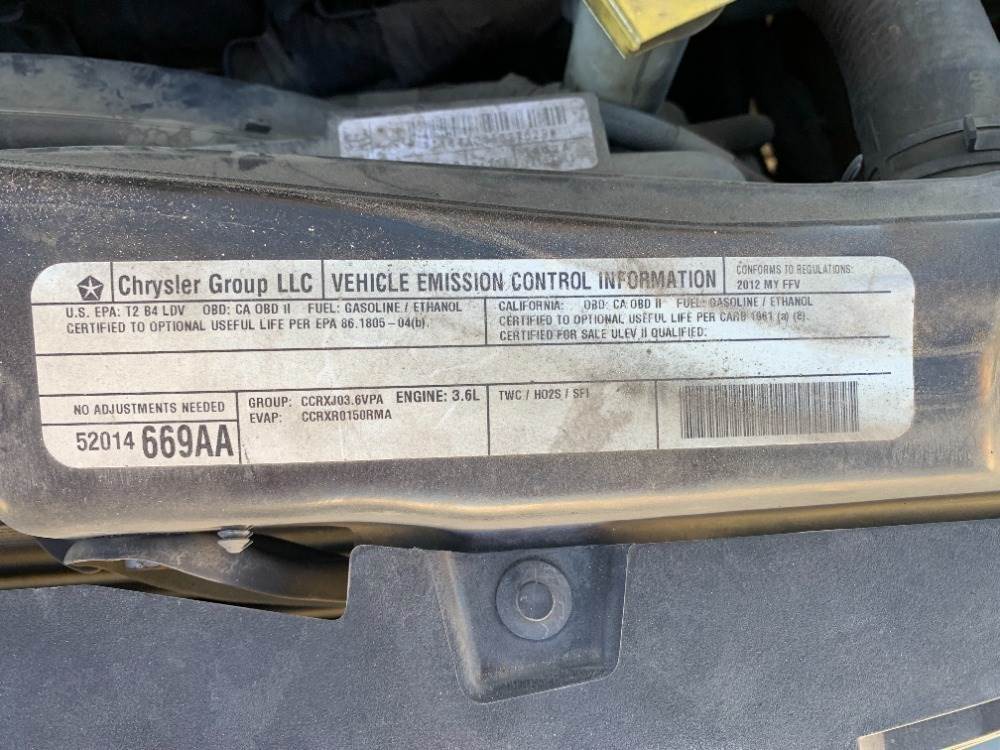 Chrysler Group LLC
VEHICLE EMISSION CONTROL INFORMATION
CONFORMS TO REGULATIONS:
2012 MY FFV
U.S. EPA: T2 B4 LDV OBD: CA OBD II FUEL: GASOLINE / ETHANOL
CERTIFIED TO OPTIONAL USEFUL LIFE PER EPA 86.1805-04(b).
CALIFORNIA: OBD: CA OBD II FUEL: GASOLINE / ETHANOL
CERTIFIED TO OPTIONAL USEFUL LIFE PER CARB 1961 (a) (8).
CERTIFIED FOR SALE ULEV II QUALIFIED.
NO ADJUSTMENTS NEEDED
52014 669AA
GROUP: CCRXJ03.6VPA ENGINE: 3.6L
EVAP: CCRXR0150RMA
TWC / HO2S / SFI